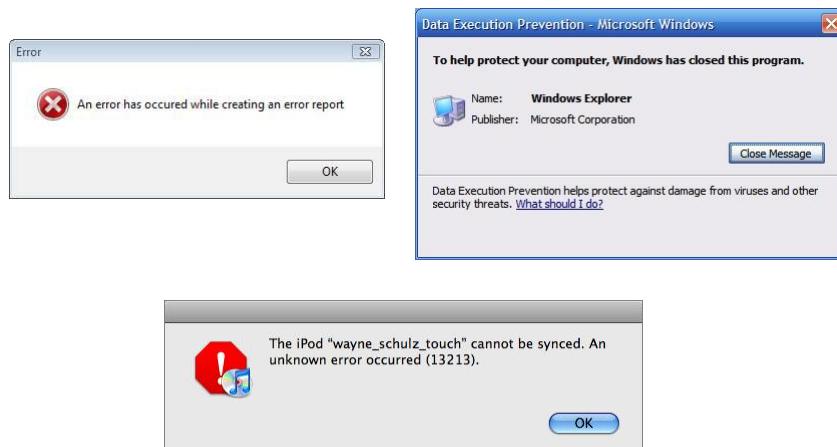 Error
An error has occured while creating an error report
OK
Data Execution Prevention - Microsoft Windows
To help protect your computer, Windows has closed this program.
Name: Windows Explorer
Publisher: Microsoft Corporation
Close Message
Data Execution Prevention helps protect against damage from viruses and other
security threats. What should I do?
The iPod “wayne_schulz_touch” cannot be synced. An
unknown error occurred (13213).
OK